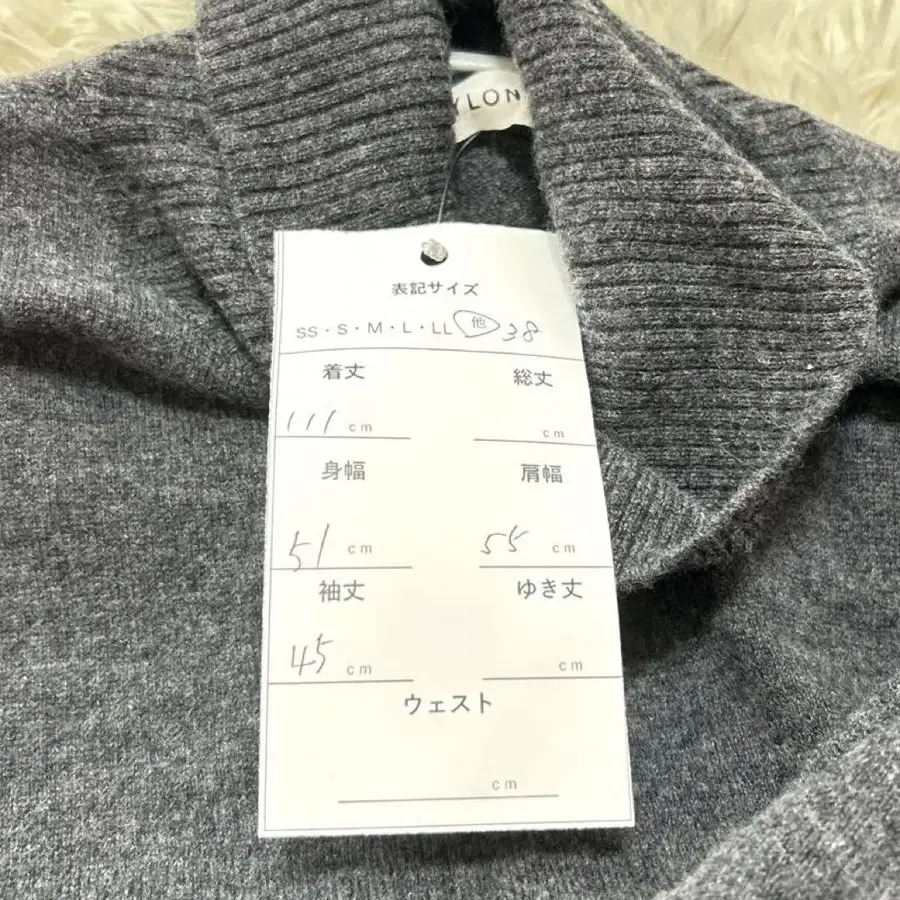 YLON
表記サイズ
SS・S・M・L・LL 他 38
着丈 総丈
111 cm cm
身幅 肩幅
51 cm 55 cm
袖丈 ゆき丈
45 cm cm
ウェスト
cm